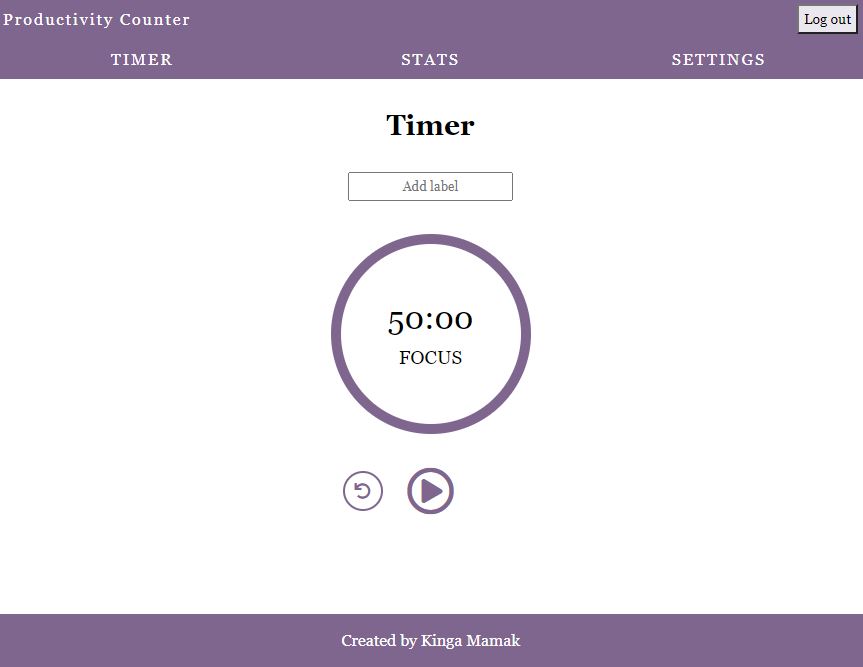 Productivity Counter
Log out
TIMER STATS SETTINGS
Timer
Add label
50:00
FOCUS
Created by Kinga Mamak